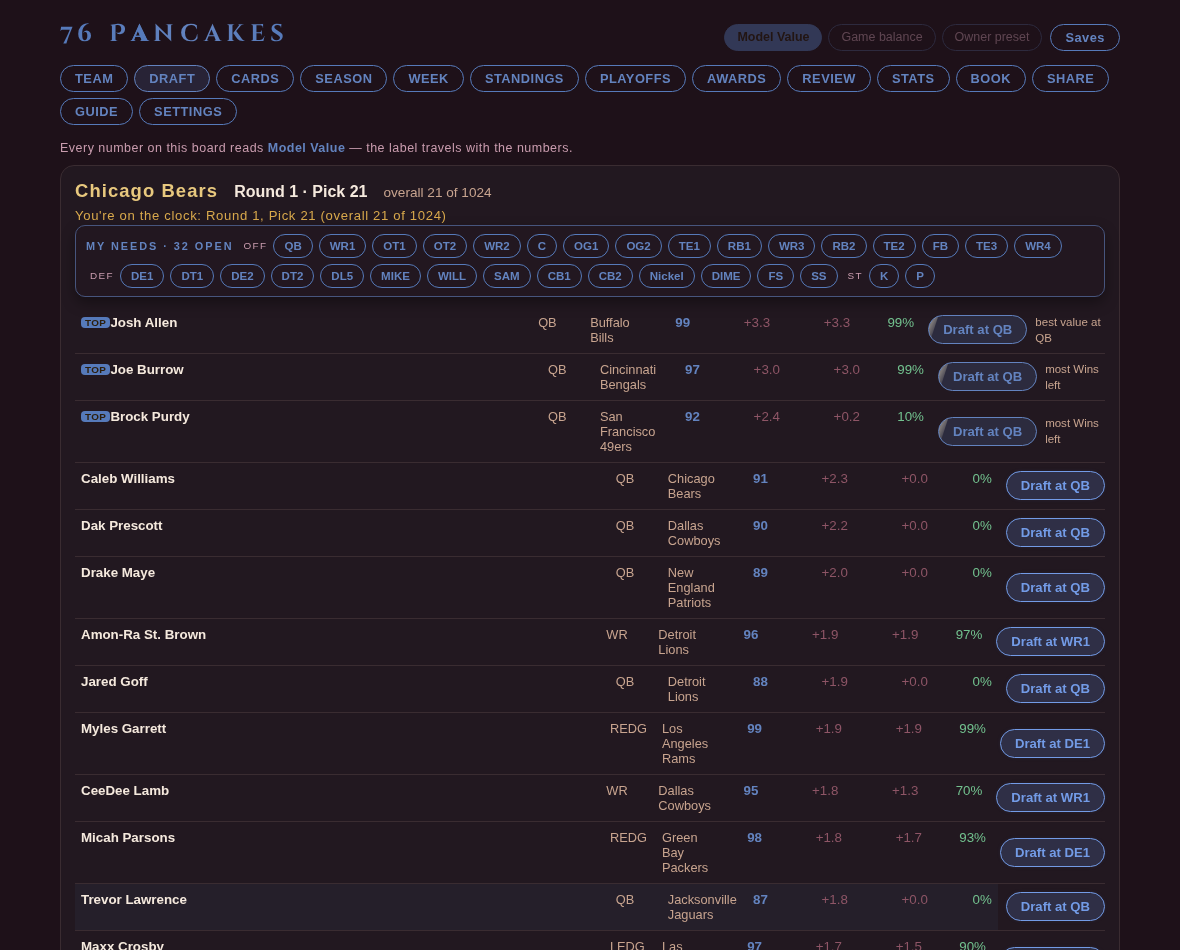 76 PANCAKES
Model Value Game balance Owner preset Saves
TEAM DRAFT CARDS SEASON WEEK STANDINGS PLAYOFFS AWARDS REVIEW STATS BOOK SHARE
GUIDE SETTINGS
Every number on this board reads Model Value — the label travels with the numbers.
Chicago Bears Round 1 · Pick 21 overall 21 of 1024
You're on the clock: Round 1, Pick 21 (overall 21 of 1024)
MY NEEDS · 32 OPEN OFF QB WR1 OT1 OT2 WR2 C OG1 OG2 TE1 RB1 WR3 RB2 TE2 FB TE3 WR4
DEF DE1 DT1 DE2 DT2 DL5 MIKE WILL SAM CB1 CB2 Nickel DIME FS SS ST K P
TOP Josh Allen QB Buffalo Bills 99 +3.3 +3.3 99% Draft at QB best value at QB
TOP Joe Burrow QB Cincinnati Bengals 97 +3.0 +3.0 99% Draft at QB most Wins left
TOP Brock Purdy QB San Francisco 49ers 92 +2.4 +0.2 10% Draft at QB most Wins left
Caleb Williams QB Chicago Bears 91 +2.3 +0.0 0% Draft at QB
Dak Prescott QB Dallas Cowboys 90 +2.2 +0.0 0% Draft at QB
Drake Maye QB New England Patriots 89 +2.0 +0.0 0% Draft at QB
Amon-Ra St. Brown WR Detroit Lions 96 +1.9 +1.9 97% Draft at WR1
Jared Goff QB Detroit Lions 88 +1.9 +0.0 0% Draft at QB
Myles Garrett REDG Los Angeles Rams 99 +1.9 +1.9 99% Draft at DE1
CeeDee Lamb WR Dallas Cowboys 95 +1.8 +1.3 70% Draft at WR1
Micah Parsons REDG Green Bay Packers 98 +1.8 +1.7 93% Draft at DE1
Trevor Lawrence QB Jacksonville Jaguars 87 +1.8 +0.0 0% Draft at QB
Maxx Crosby LEDG Las 97 +1.7 +1.5 90%